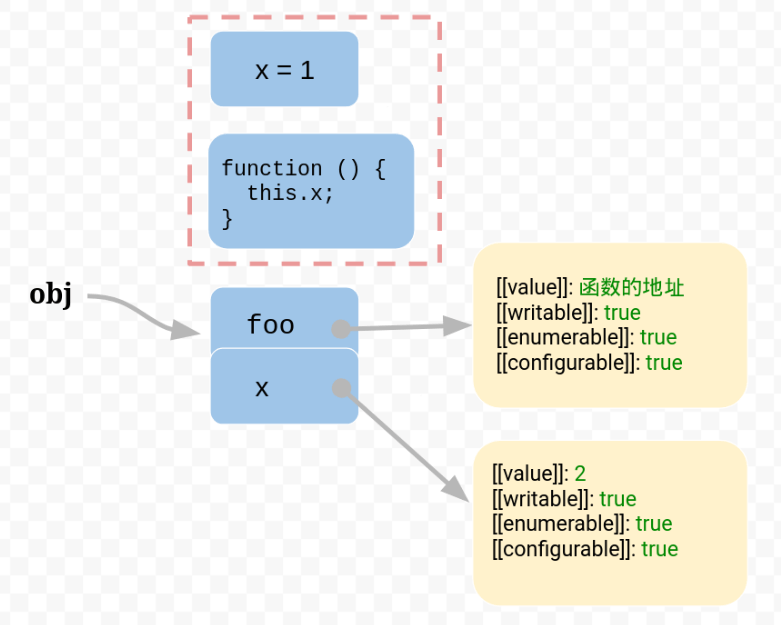 x = 1
function () {
  this.x;
}
obj
foo
x
[[value]]: 函数的地址
[[writable]]: true
[[enumerable]]: true
[[configurable]]: true
[[value]]: 2
[[writable]]: true
[[enumerable]]: true
[[configurable]]: true